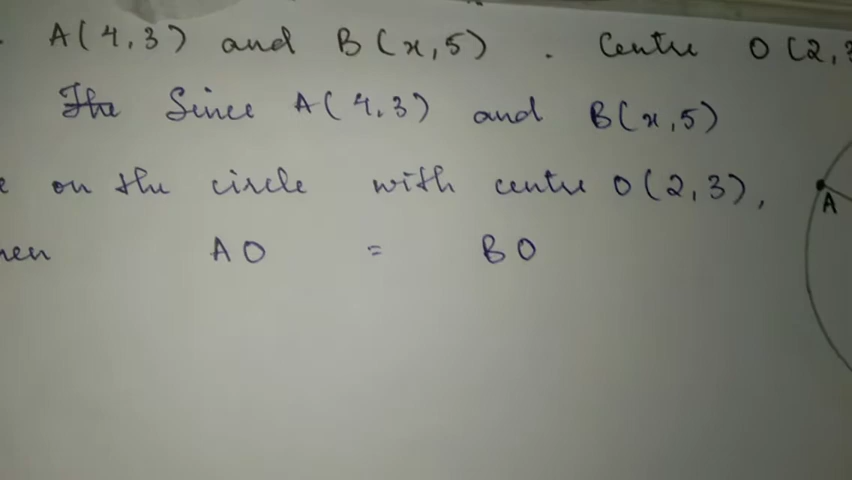 A(4,3) and B(x,5) . Centre O(2,3
Since A(4,3) and B(x,5)
on the circle with centre O(2,3),
AO = BO
A